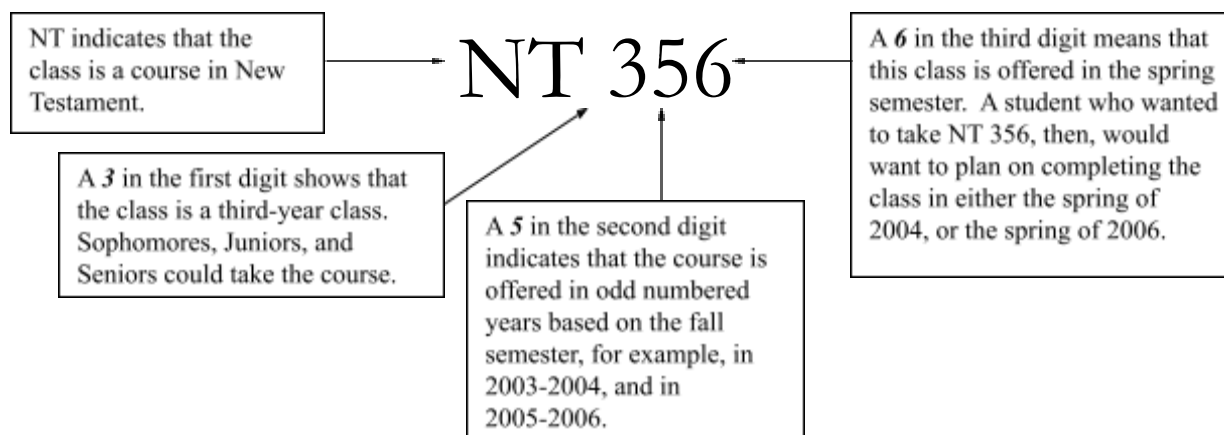 NT indicates that the
class is a course in New
Testament.
NT 356
A 6 in the third digit means that
this class is offered in the spring
semester. A student who wanted
to take NT 356, then, would
want to plan on completing the
class in either the spring of
2004, or the spring of 2006.
A 3 in the first digit shows that
the class is a third-year class.
Sophomores, Juniors, and
Seniors could take the course.
A 5 in the second digit
indicates that the course is
offered in odd numbered
years based on the fall
semester, for example, in
2003-2004, and in
2005-2006.